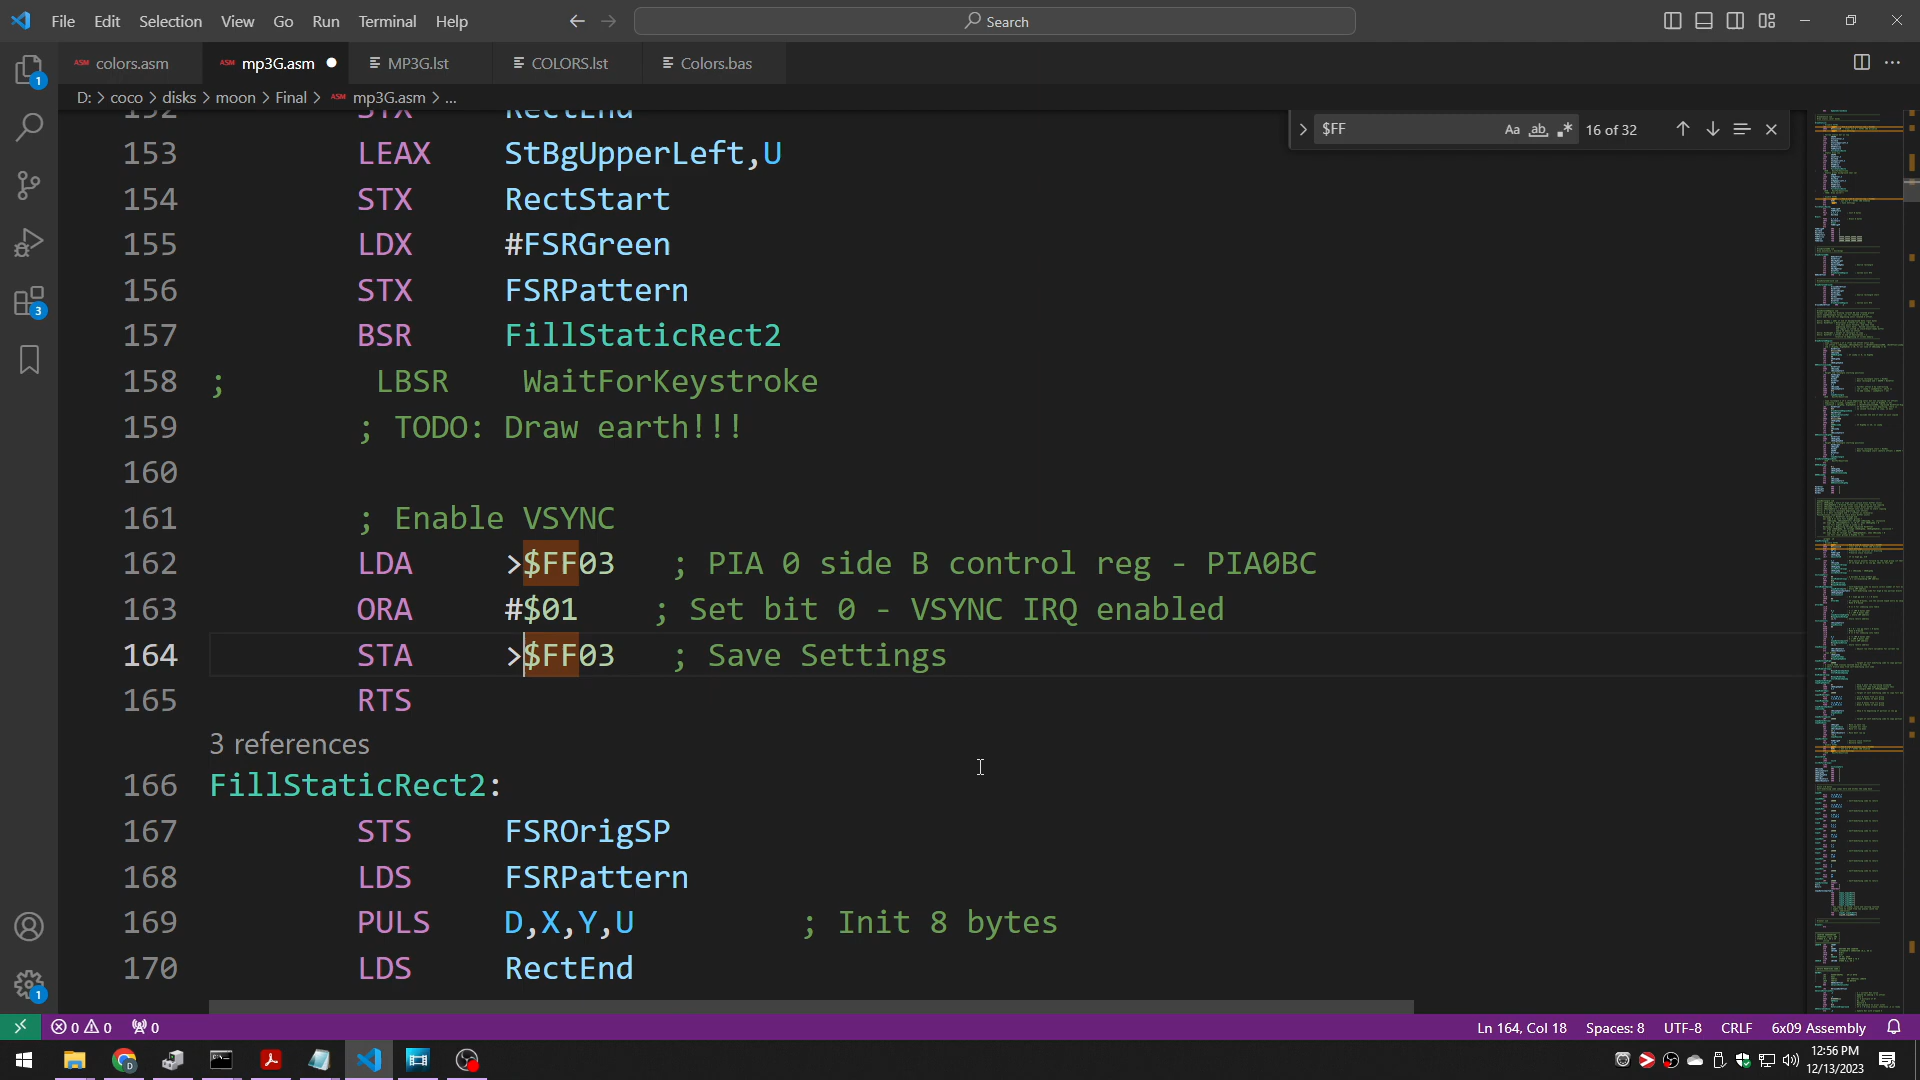 File Edit Selection View Go Run Terminal Help
Search
colors.asm
mp3G.asm
MP3G.lst
COLORS.lst
Colors.bas
D: > coco > disks > moon > Final > mp3G.asm > ...
$FF
16 of 32
152 STX RectEnd
153 LEAX StBgUpperLeft,U
154 STX RectStart
155 LDX #FSRGreen
156 STX FSRPattern
157 BSR FillStaticRect2
158 ; LBSR WaitForKeystroke
159 ; TODO: Draw earth!!!
160
161 ; Enable VSYNC
162 LDA >$FF03 ; PIA 0 side B control reg - PIA0BC
163 ORA #$01 ; Set bit 0 - VSYNC IRQ enabled
164 STA >$FF03 ; Save Settings
165 RTS
3 references
166 FillStaticRect2:
167 STS FSROrigSP
168 LDS FSRPattern
169 PULS D,X,Y,U ; Init 8 bytes
170 LDS RectEnd
0 0 0 Ln 164, Col 18 Spaces: 8 UTF-8 CRLF 6x09 Assembly
12:56 PM
12/13/2023